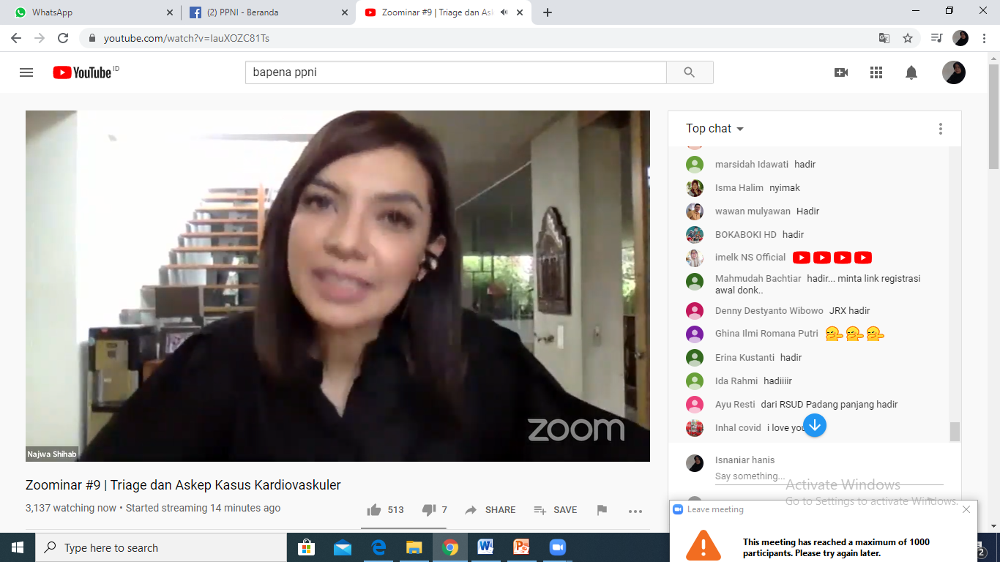 WhatsApp
(2) PPNI - Beranda
Zoominar #9 | Triage dan Ask
youtube.com/watch?v=IauXOZC81Ts
YouTube ID
bapena ppni
Top chat
marsidah Idawati hadir
Isma Halim nyimak
wawan mulyawan Hadir
BOKABOKI HD hadir
imelk NS Official
Mahmudah Bachtiar hadir... minta link registrasi
awal donk..
Denny Destyanto Wibowo JRX hadir
Ghina Ilmi Romana Putri
Erina Kustanti hadir
Ida Rahmi hadiiiir
Ayu Resti dari RSUD Padang panjang hadir
Inhal covid i love you
Isnaniar hanis
Say something...
zoom
Najwa Shihab
Zoominar #9 | Triage dan Askep Kasus Kardiovaskuler
3,137 watching now • Started streaming 14 minutes ago
513
7
SHARE
SAVE
Activate Windows
Go to Settings to activate Windows.
Leave meeting
This meeting has reached a maximum of 1000
participants. Please try again later.
Type here to search
2